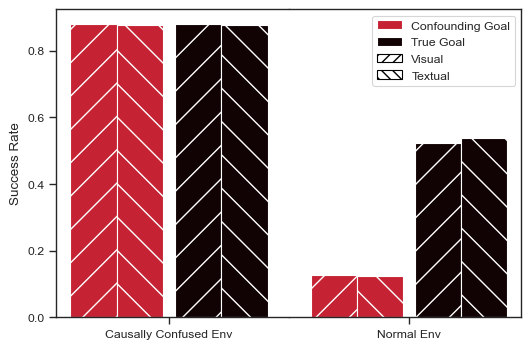 Confounding Goal
True Goal
Visual
Textual
Success Rate
0.8
0.6
0.4
0.2
0.0
Causally Confused Env
Normal Env